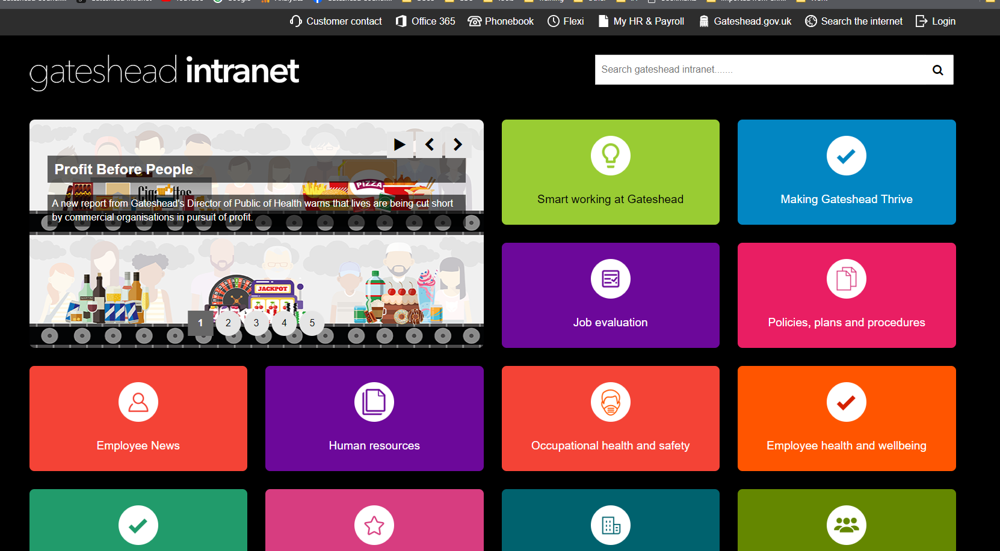 Customer contact
Office 365
Phonebook
Flexi
My HR & Payroll
Gateshead.gov.uk
Search the internet
Login
gateshead intranet
Search gateshead intranet.......
Profit Before People
PIZZA
A new report from Gateshead's Director of Public of Health warns that lives are being cut short
by commercial organisations in pursuit of profit.
JACKPOT
1 2 3 4 5
Smart working at Gateshead
Making Gateshead Thrive
Job evaluation
Policies, plans and procedures
Employee News
Human resources
Occupational health and safety
Employee health and wellbeing